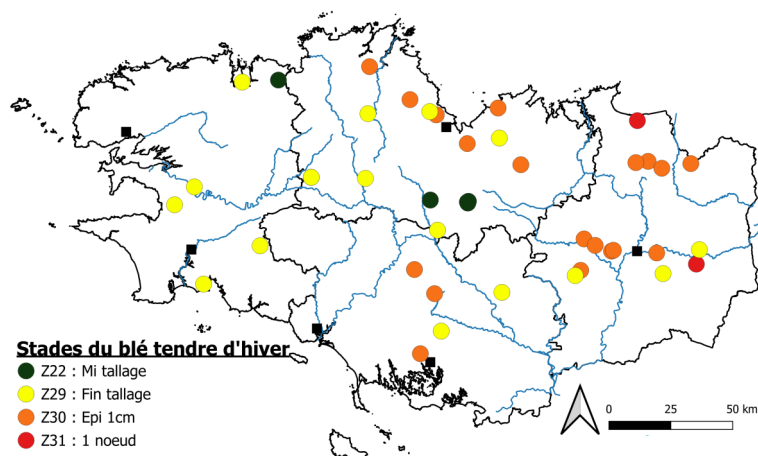 Stades du blé tendre d'hiver
Z22 : Mi tallage
Z29 : Fin tallage
Z30 : Epi 1cm
Z31 : 1 noeud
0 25 50 km